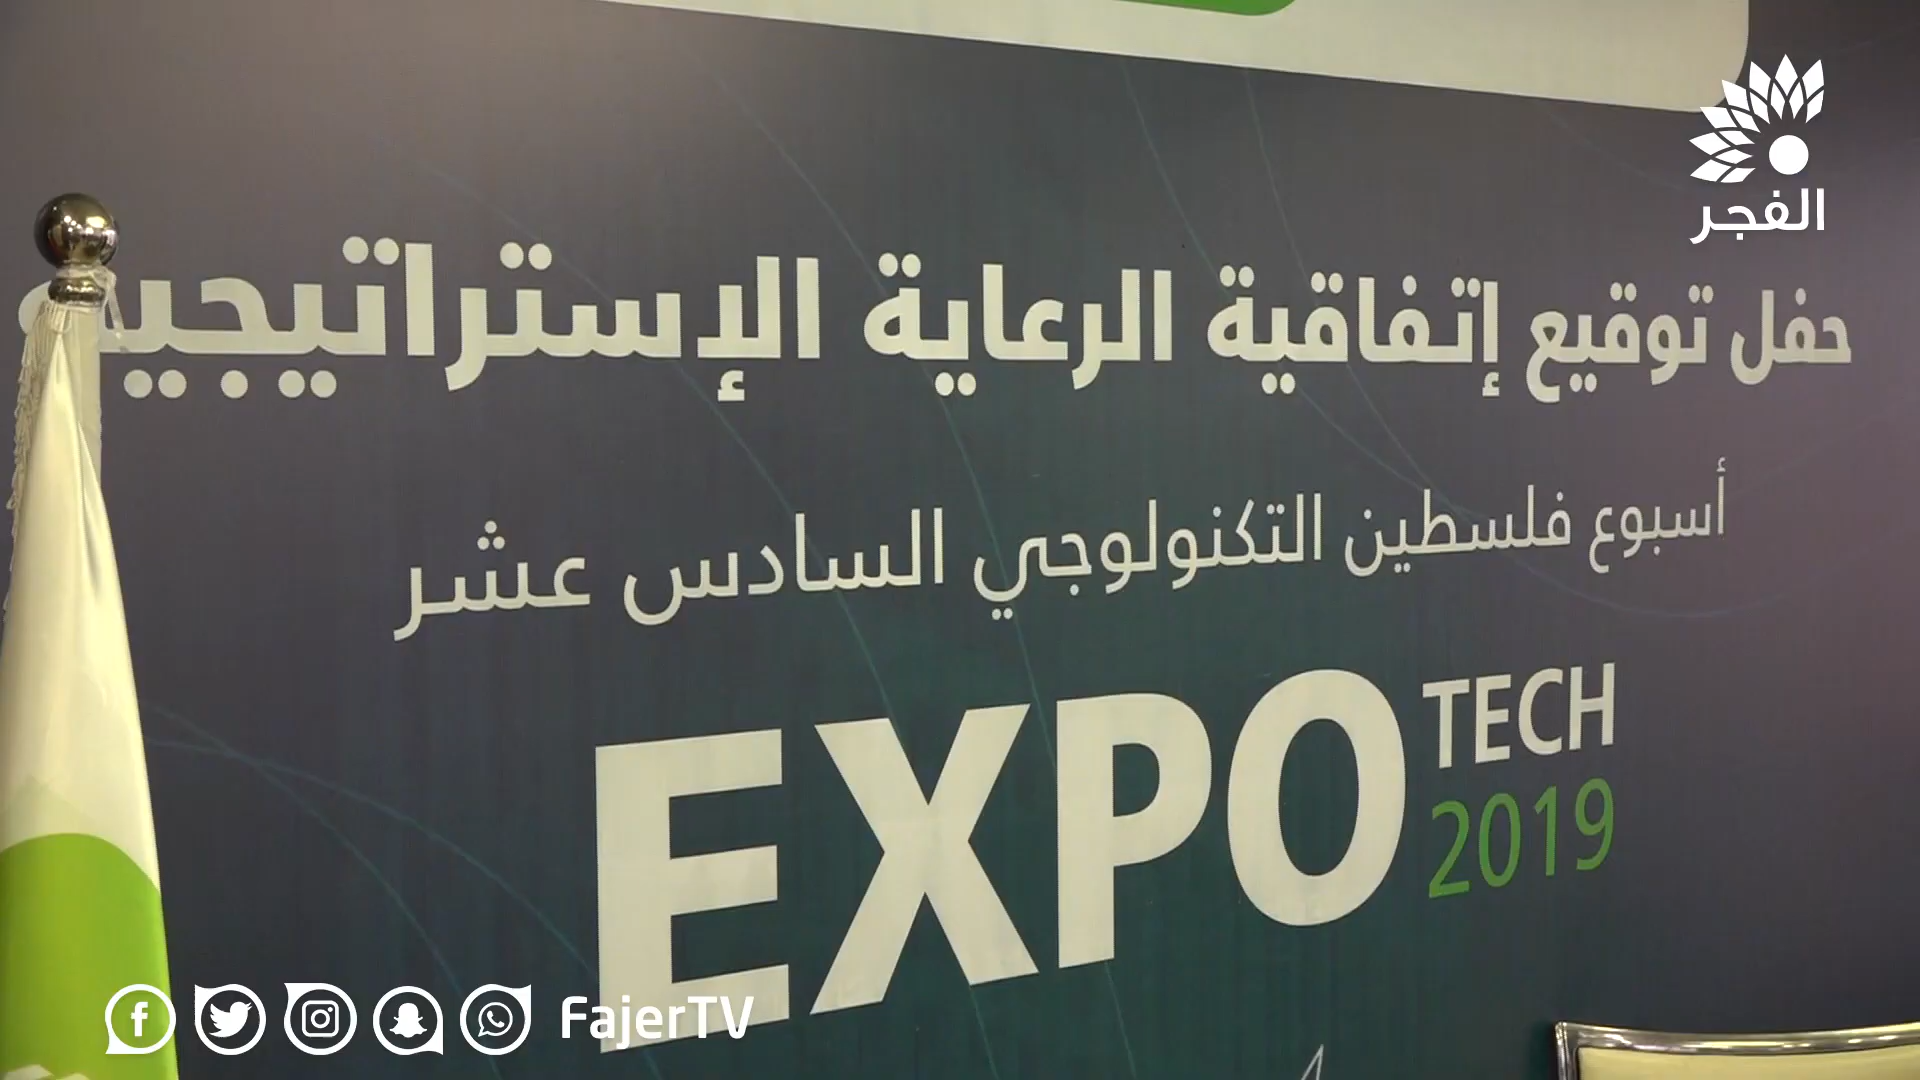 الفجر
حفل توقيع إتفاقية الرعاية الإستراتيجية
أسبوع فلسطين التكنولوجي السادس عشر
EXPO TECH
2019
FajerTV